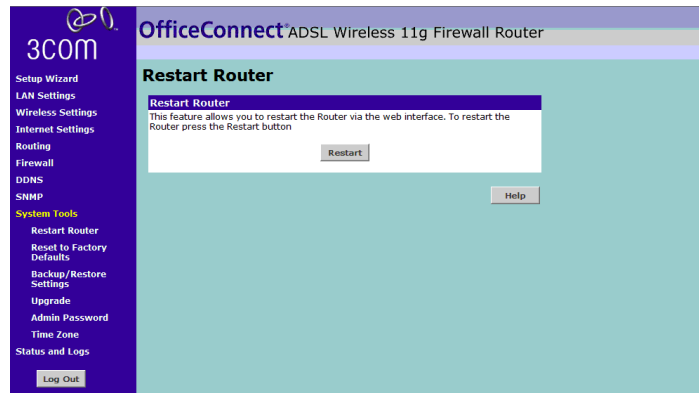 3COM
OfficeConnect ADSL Wireless 11g Firewall Router
Setup Wizard
LAN Settings
Wireless Settings
Internet Settings
Routing
Firewall
DDNS
SNMP
System Tools
Restart Router
Reset to Factory
Defaults
Backup/Restore
Settings
Upgrade
Admin Password
Time Zone
Status and Logs
Log Out
Restart Router
Restart Router
This feature allows you to restart the Router via the web interface. To restart the
Router press the Restart button
Restart
Help